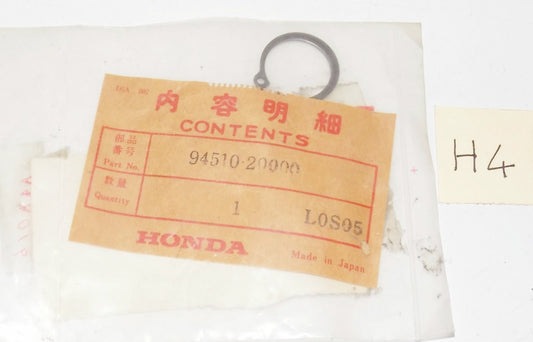 内容明細
CONTENTS
部品番号
Part No.
94510-20000
数量
Quantity
1
L0S05
HONDA
Made in Japan
H4